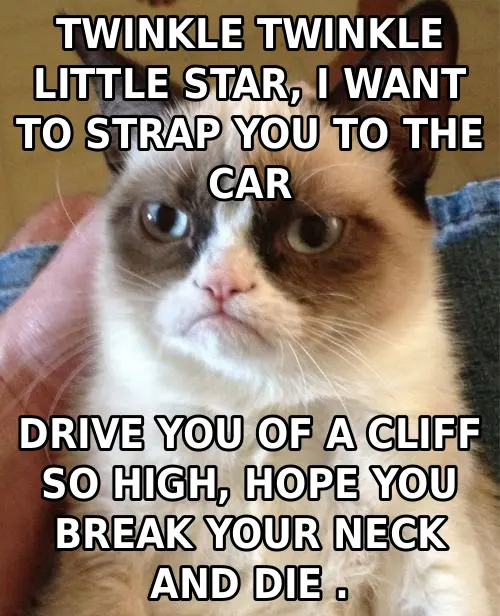 TWINKLE TWINKLE
LITTLE STAR, I WANT
TO STRAP YOU TO THE
CAR
DRIVE YOU OF A CLIFF
SO HIGH, HOPE YOU
BREAK YOUR NECK
AND DIE .